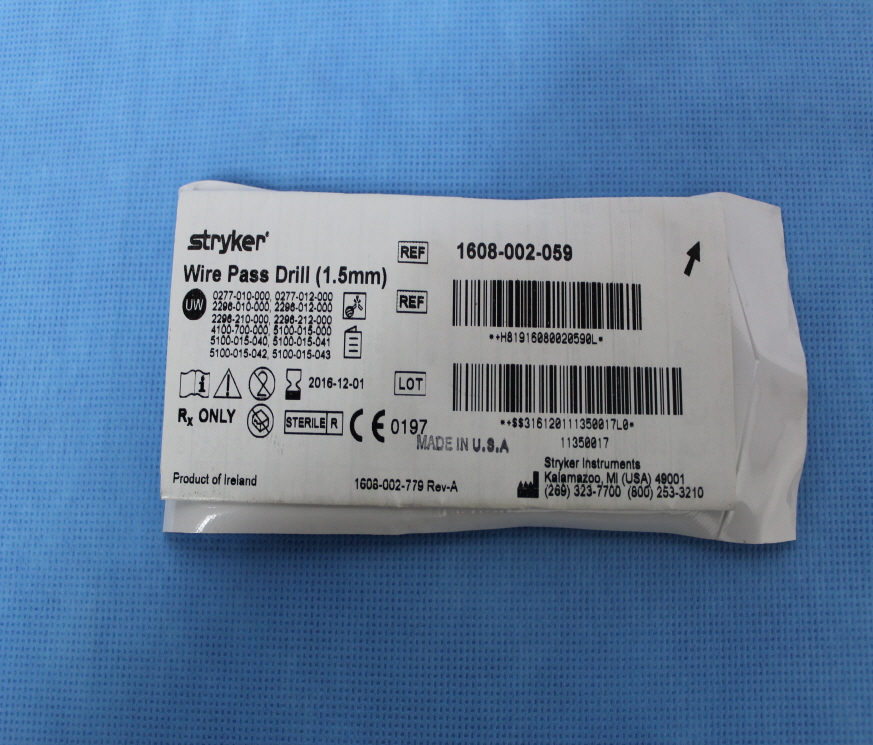 stryker
REF 1608-002-059
Wire Pass Drill (1.5mm)
UW
0277-010-000, 0277-012-000
2296-010-000, 2296-012-000
2296-210-000, 2296-212-000
4100-700-000, 5100-015-000
5100-015-040, 5100-015-041
5100-015-042, 5100-015-043
REF
*+H81916080020590L*
2016-12-01
LOT
*+$$316120111350017L0*
11350017
Rx ONLY
2
STERILE R
CE 0197
MADE IN U.S.A
Product of Ireland
1608-002-779 Rev-A
Stryker Instruments
Kalamazoo, MI (USA) 49001
(269) 323-7700 (800) 253-3210